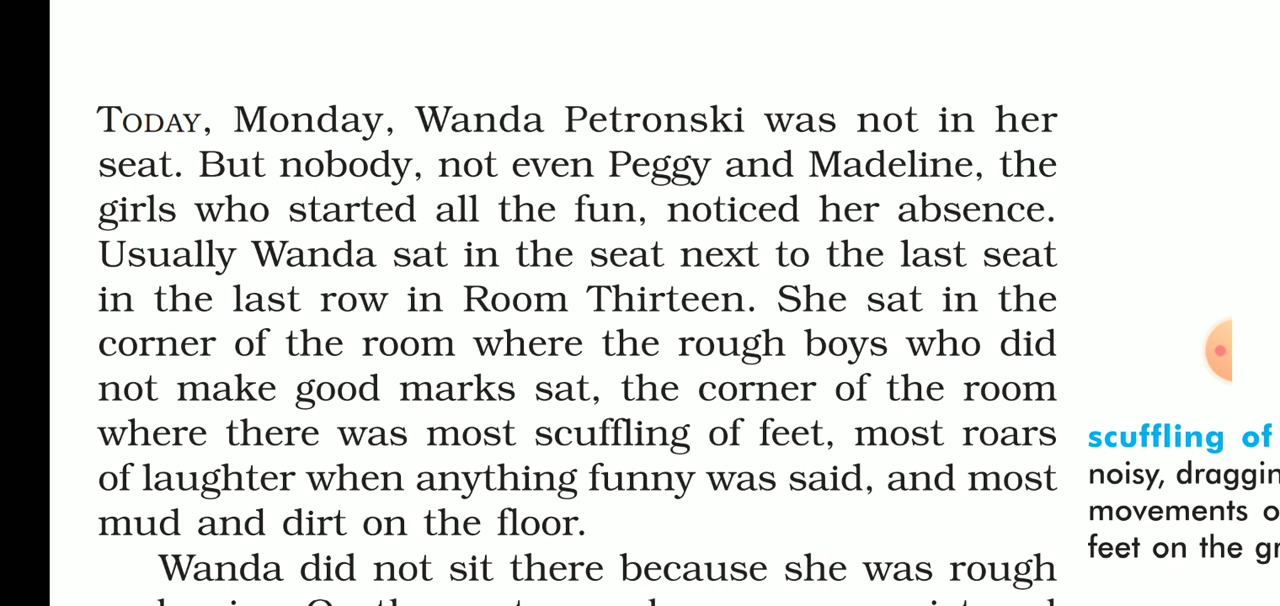 TODAY, Monday, Wanda Petronski was not in her
seat. But nobody, not even Peggy and Madeline, the
girls who started all the fun, noticed her absence.
Usually Wanda sat in the seat next to the last seat
in the last row in Room Thirteen. She sat in the
corner of the room where the rough boys who did
not make good marks sat, the corner of the room
where there was most scuffling of feet, most roars
of laughter when anything funny was said, and most
mud and dirt on the floor.
Wanda did not sit there because she was rough
scuffling of
noisy, draggin
movements o
feet on the gr